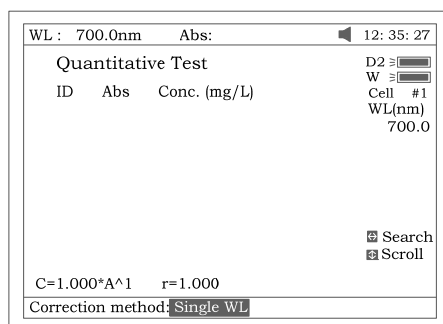 WL: 700.0nm Abs: 12: 35: 27
Quantitative Test
ID Abs Conc. (mg/L)
D2
W
Cell #1
WL(nm)
700.0
Search
Scroll
C=1.000*A^1 r=1.000
Correction method: Single WL